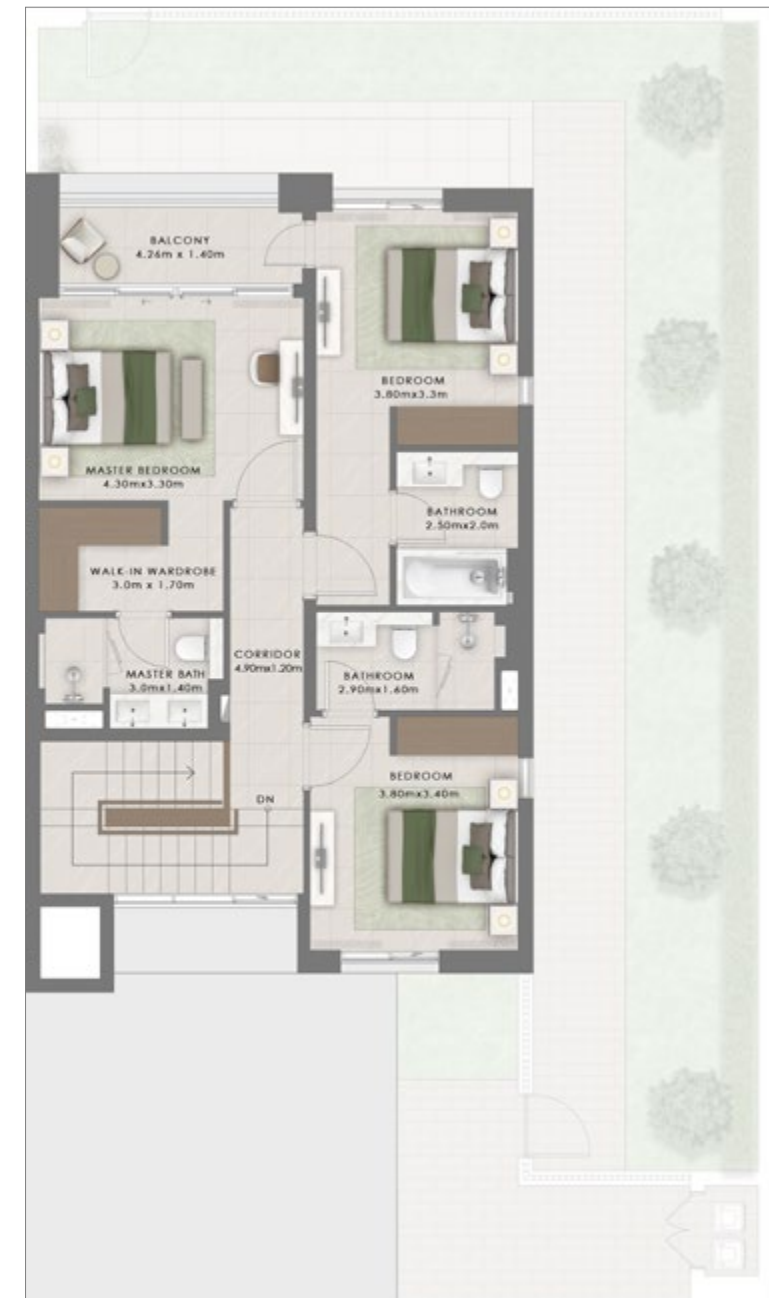 BALCONY
4.26m x 1.40m
BEDROOM
3.80mx3.3m
MASTER BEDROOM
4.30mx3.30m
BATHROOM
2.50mx2.0m
WALK-IN WARDROBE
3.0m x 1.70m
CORRIDOR
4.90mx1.20m
MASTER BATH
3.0mx1.40m
BATHROOM
2.90mx1.60m
BEDROOM
3.80mx3.40m
DN